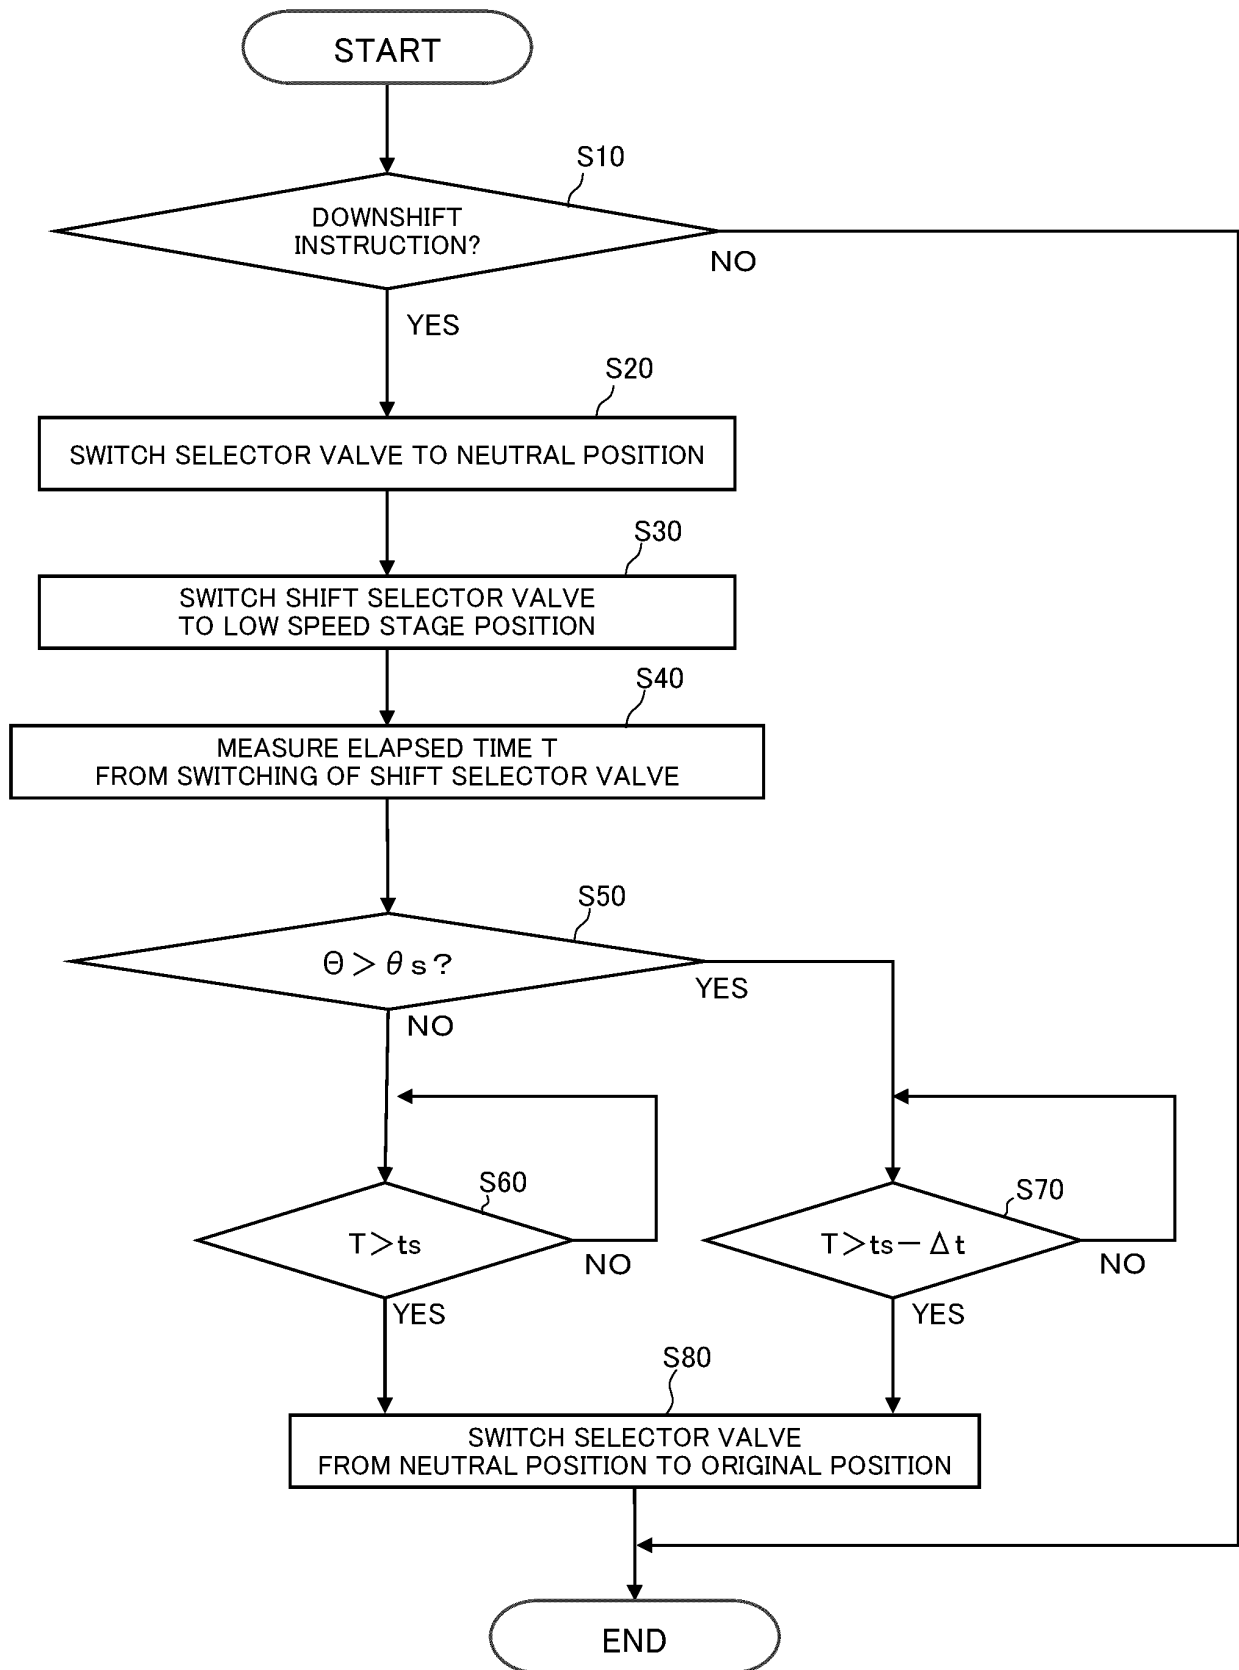 START
S10
DOWNSHIFT
INSTRUCTION?
NO
YES
S20
SWITCH SELECTOR VALVE TO NEUTRAL POSITION
S30
SWITCH SHIFT SELECTOR VALVE
TO LOW SPEED STAGE POSITION
S40
MEASURE ELAPSED TIME T
FROM SWITCHING OF SHIFT SELECTOR VALVE
S50
Θ > θs?
YES
NO
S60
T>ts
NO
YES
S70
T>ts-Δt
NO
YES
S80
SWITCH SELECTOR VALVE
FROM NEUTRAL POSITION TO ORIGINAL POSITION
END